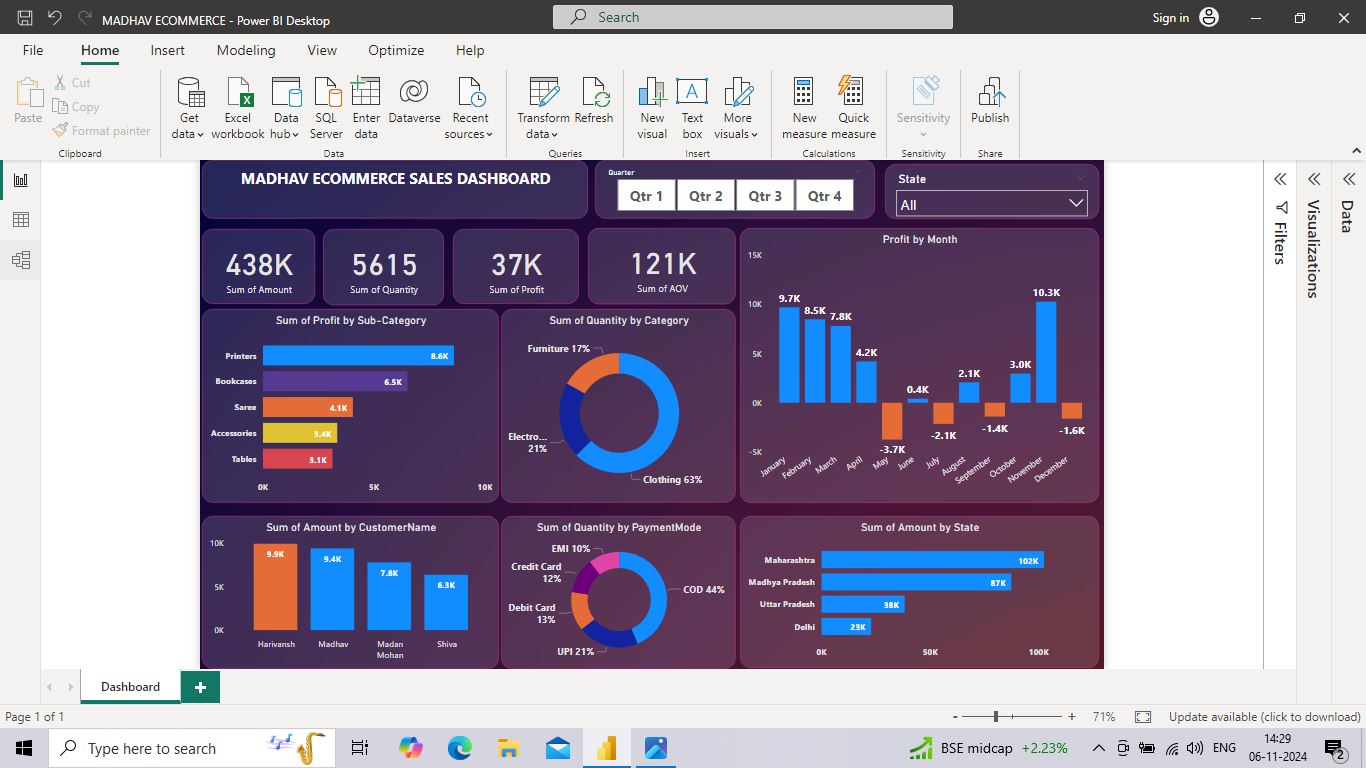 MADHAV ECOMMERCE - Power BI Desktop
Search
Sign in
File Home Insert Modeling View Optimize Help
Paste
Cut
Copy
Format painter
Clipboard
Get data
Excel workbook
Data hub
SQL Server
Enter data
Dataverse
Recent sources
Data
Transform data
Refresh
Queries
New visual
Text box
More visuals
Insert
New measure
Quick measure
Calculations
Sensitivity
Sensitivity
Publish
Share
MADHAV ECOMMERCE SALES DASHBOARD
Quarter
Qtr 1 Qtr 2 Qtr 3 Qtr 4
State
All
438K
Sum of Amount
5615
Sum of Quantity
37K
Sum of Profit
121K
Sum of AOV
Profit by Month
15K
10K
5K
0K
-5K
9.7K
8.5K
7.8K
4.2K
-3.7K
0.4K
-2.1K
2.1K
-1.4K
3.0K
10.3K
-1.6K
January
February
March
April
May
June
July
August
September
October
November
December
Sum of Profit by Sub-Category
Printers 8.6K
Bookcases 6.5K
Saree 4.1K
Accessories 3.4K
Tables 3.1K
0K 5K 10K
Sum of Quantity by Category
Furniture 17%
Electro...
21%
Clothing 63%
Sum of Amount by CustomerName
10K
5K
0K
9.9K
9.4K
7.8K
6.3K
Harivansh
Madhav
Madan
Mohan
Shiva
Sum of Quantity by PaymentMode
EMI 10%
Credit Card
12%
Debit Card
13%
UPI 21%
COD 44%
Sum of Amount by State
Maharashtra 102K
Madhya Pradesh 87K
Uttar Pradesh 38K
Delhi 23K
0K 50K 100K
Filters
Visualizations
Data
Dashboard
+
Page 1 of 1
- + 71%
Update available (click to download)
Type here to search
BSE midcap +2.23%
ENG
14:29
06-11-2024
2